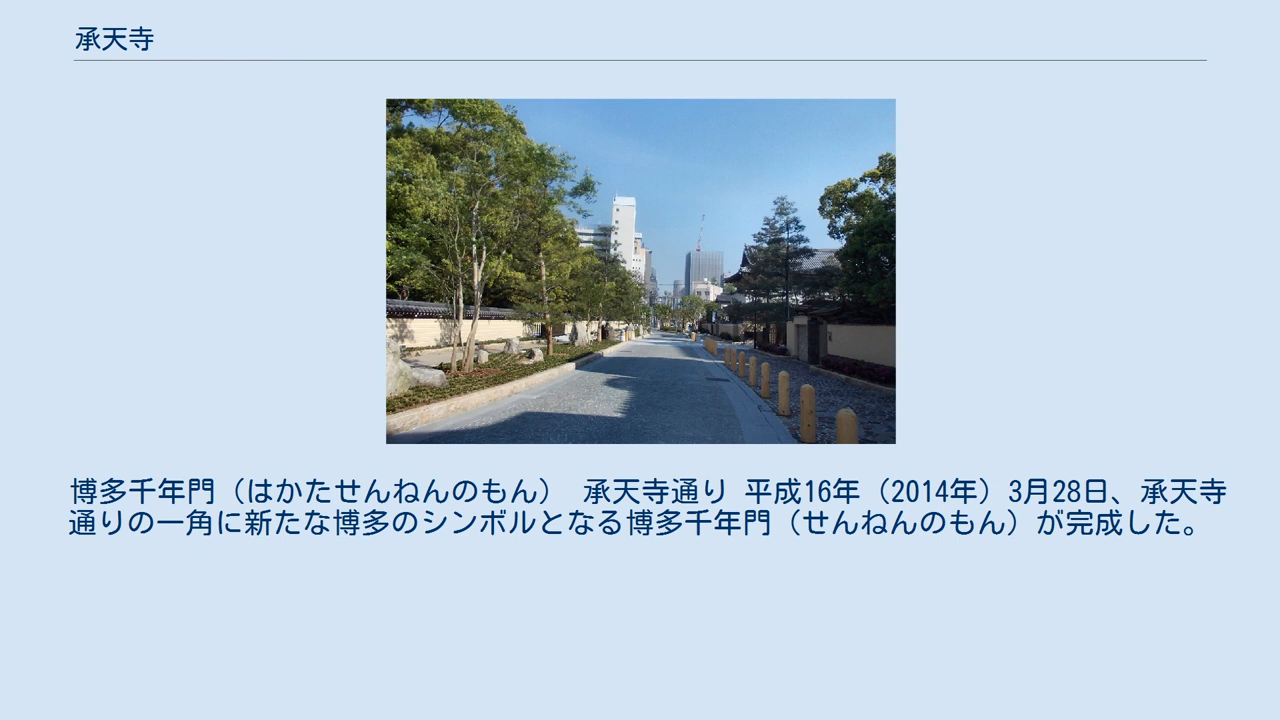 承天寺
博多千年門（はかたせんねんのもん） 承天寺通り 平成16年（2014年）3月28日、承天寺
通りの一角に新たな博多のシンボルとなる博多千年門（せんねんのもん）が完成した。